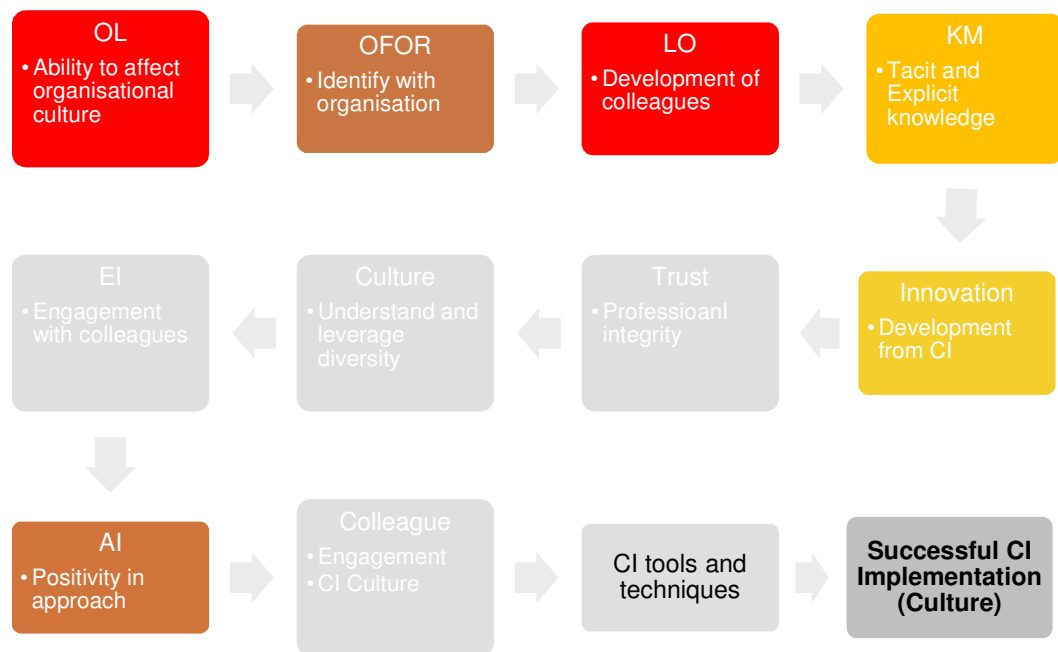 OL
• Ability to affect
organisational
culture
OFOR
• Identify with
organisation
LO
• Development of
colleagues
KM
• Tacit and
Explicit
knowledge
Innovation
• Development
from CI
Trust
• Professioanl
integrity
Culture
• Understand and
leverage
diversity
EI
• Engagement
with colleagues
AI
• Positivity in
approach
Colleague
• Engagement
• CI Culture
CI tools and
techniques
Successful CI
Implementation
(Culture)